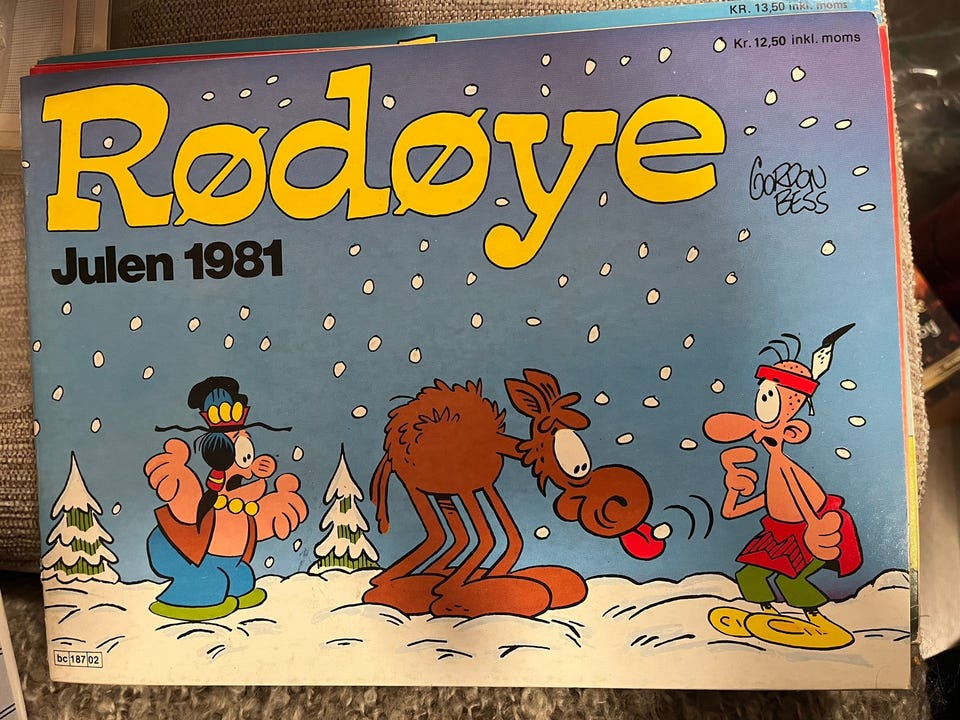 KR. 13,50 inkl. moms
Kr. 12,50 inkl. moms
Rødøye
GORDON
BESS
Julen 1981
bc 187 02